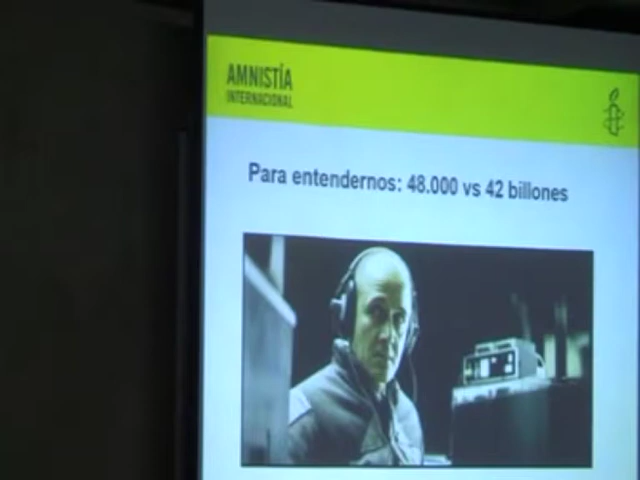 AMNISTÍA
INTERNACIONAL
Para entendernos: 48.000 vs 42 billones